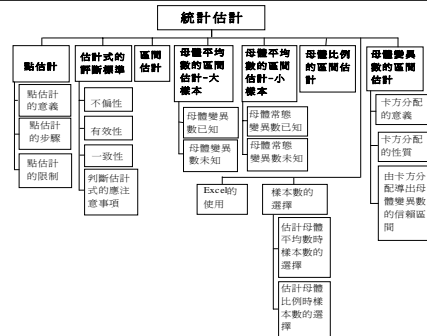 統計估計
點估計
估計式的
評斷標準
區間
估計
母體平均
數的區間
估計-大
樣本
母體平均
數的區間
估計-小
樣本
母體比例
的區間估
計
母體變異
數的區間
估計
點估計
的意義
點估計
的步驟
點估計
的限制
不偏性
有效性
一致性
判斷估計
式的應注
意事項
母體變異
數已知
母體變異
數未知
母體常態
變異數已知
母體常態
變異數未知
卡方分配
的意義
卡方分配
的性質
由卡方分
配導出母
體變異數
的信賴區
間
Excel的
使用
樣本數的
選擇
估計母體
平均數時
樣本數的
選擇
估計母體
比例時樣
本數的選
擇